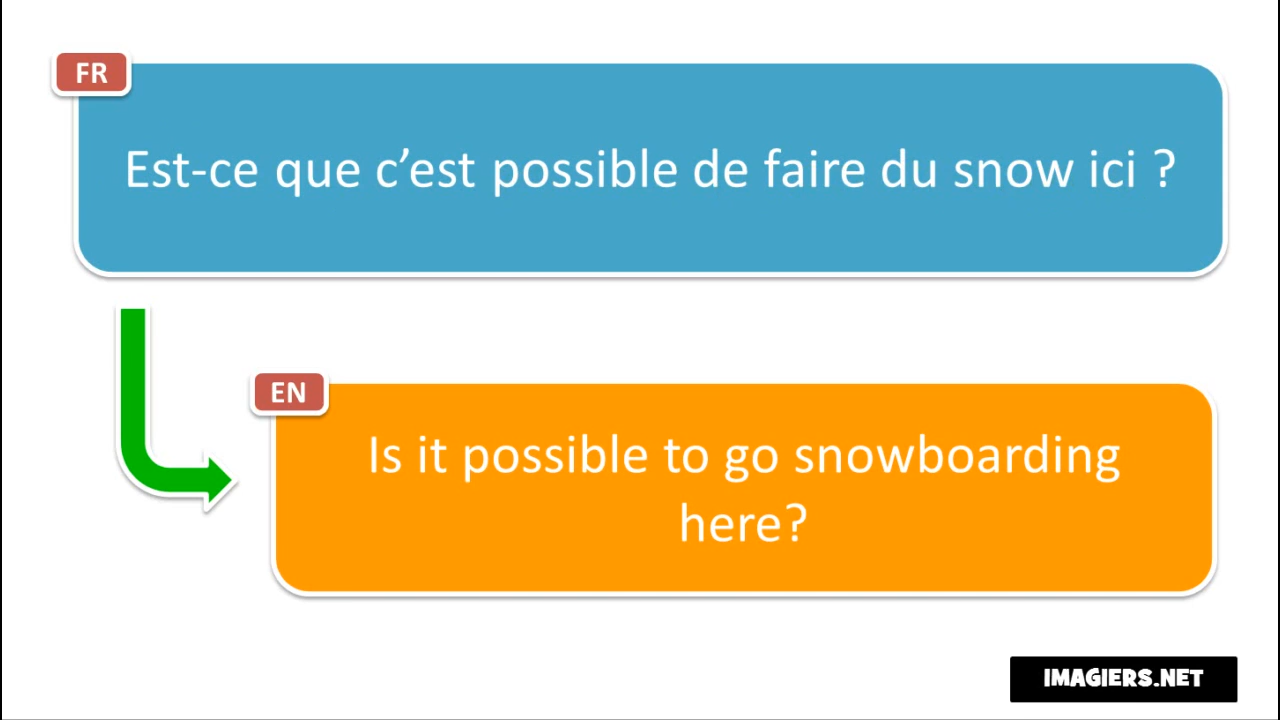 FR
Est-ce que c’est possible de faire du snow ici ?
EN
Is it possible to go snowboarding
here?
IMAGIERS.NET